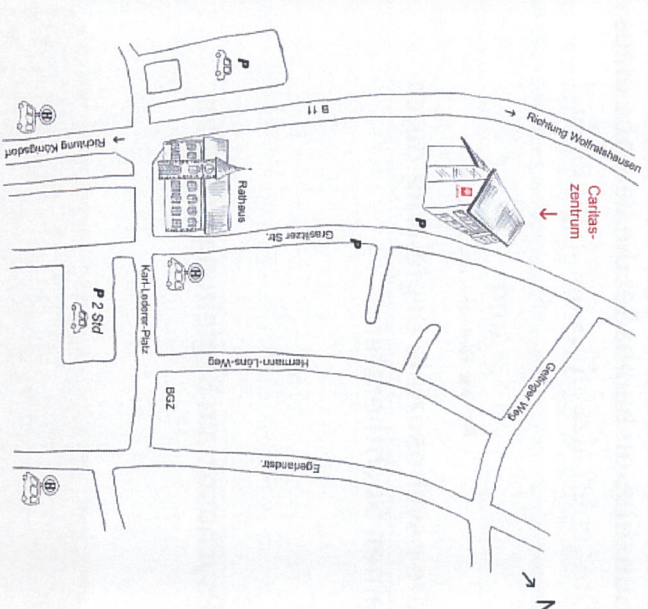 Richtung Wolfratshausen
Caritas-
zentrum
B 11
P
H
Richtung Königsdorf
Rathaus
P
Graslitzer Str.
P
H
Karl-Lederer-Platz
P 2 Std
Hermann-Löns-Weg
Geltinger Weg
BGZ
Egerlandstr.
H
N